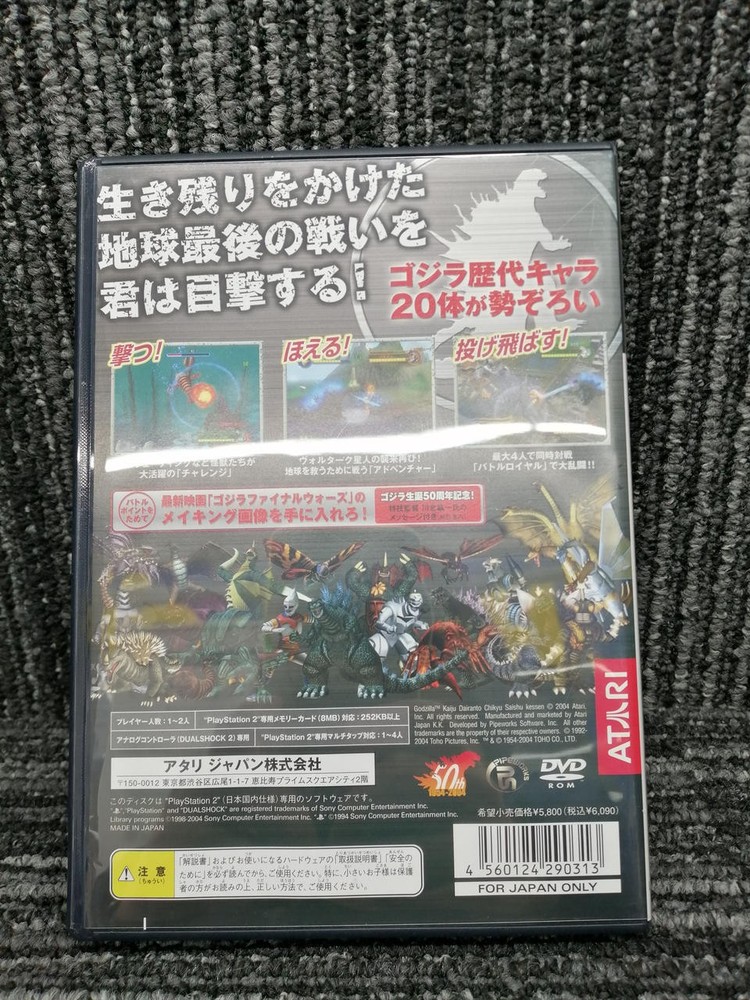 生き残りをかけた
地球最後の戦いを
君は目撃する!
ゴジラ歴代キャラ
20体が勢ぞろい
撃つ!
ほえる!
投げ飛ばす!
など怪獣たちが
大活躍の「チャレンジ」
ヴォルターク星人の襲来再び!
地球を救うために戦う「アドベンチャー」
最大4人で同時対戦
「バトルロイヤル」で大乱闘!!
バトル
ポイントを
ためて
最新映画「ゴジラファイナルウォーズ」の
メイキング画像を手に入れろ!
ゴジラ生誕50周年記念!
プレイヤー人数:1~2人
"PlayStation 2"専用メモリーカード(8MB)対応:252KB以上
アナログコントローラ(DUALSHOCK 2)専用
"PlayStation 2"専用マルチタップ対応:1~4人
Godzilla™ Kaiju Dairanto Chikyu Saishu kessen © 2004 Atari,
Inc. All rights reserved. Manufactured and marketed by Atari
Japan K.K. Developed by Pipeworks Software Inc. All other
trademarks are the property of their respective owners. ©1992-
2004 Toho Pictures, Inc. ™ & © 1954-2004 TOHO CO., LTD.
ATARI
アタリ ジャパン株式会社
〒150-0012 東京都渋谷区広尾1-1-7 恵比寿プライムスクエアシティ2階
50th
1954-2004
DVD
ROM
このディスクは"PlayStation 2"(日本国内仕様)専用のソフトウェアです。
"PlayStation" and "DUALSHOCK" are registered trademarks of Sony Computer Entertainment Inc.
Library programs ©1998-2004 Sony Computer Entertainment Inc. ©1994 Sony Computer Entertainment Inc.
MADE IN JAPAN
希望小売価格¥5,800(税込¥6,090)
注意
(ちゅうい)
「解説書」およびお使いになるハードウェアの「取扱説明書」「安全の
ために」を必ず読んでから、ご使用ください。特に、小さいお子様は保護
者の方がお読みの上、正しい方法で、ご使用ください。
4 560124 290313
FOR JAPAN ONLY